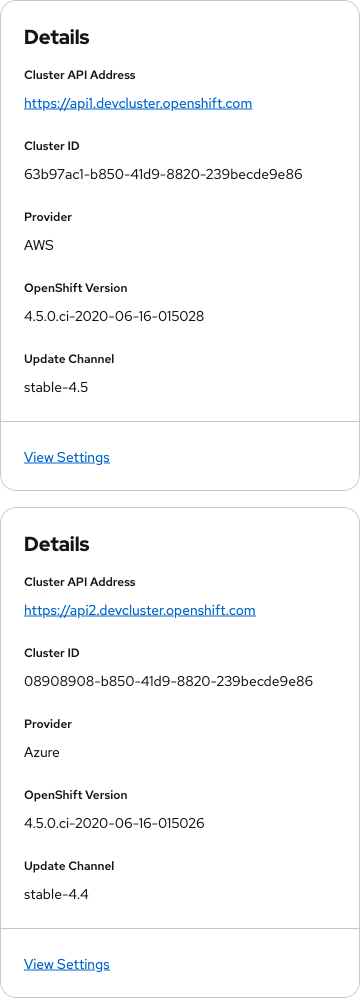 Details
Cluster API Address
https://api1.devcluster.openshift.com
Cluster ID
63b97ac1-b850-41d9-8820-239becde9e86
Provider
AWS
OpenShift Version
4.5.0.ci-2020-06-16-015028
Update Channel
stable-4.5
View Settings
Details
Cluster API Address
https://api2.devcluster.openshift.com
Cluster ID
08908908-b850-41d9-8820-239becde9e86
Provider
Azure
OpenShift Version
4.5.0.ci-2020-06-16-015026
Update Channel
stable-4.4
View Settings